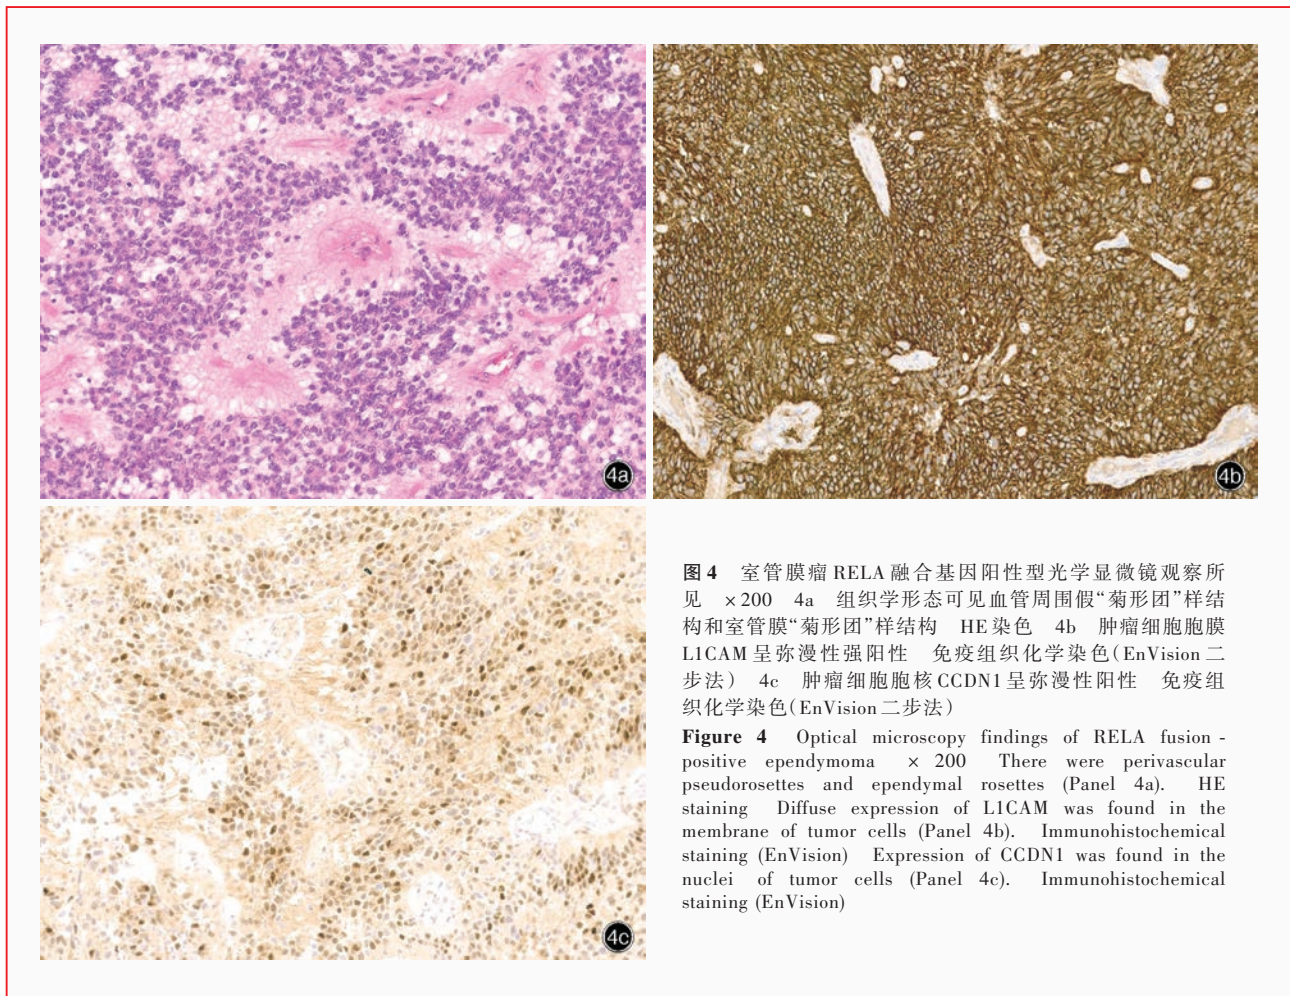 4a
4b
4c
图4 室管膜瘤RELA融合基因阳性型光学显微镜观察所
见 ×200 4a 组织学形态可见血管周围假“菊形团”样结
构和室管膜“菊形团”样结构 HE染色 4b 肿瘤细胞胞膜
L1CAM呈弥漫性强阳性 免疫组织化学染色(EnVision二
步法) 4c 肿瘤细胞胞核CCDN1呈弥漫性阳性 免疫组
织化学染色(EnVision二步法)
Figure 4 Optical microscopy findings of RELA fusion-
positive ependymoma × 200 There were perivascular
pseudorosettes and ependymal rosettes (Panel 4a). HE
staining Diffuse expression of L1CAM was found in the
membrane of tumor cells (Panel 4b). Immunohistochemical
staining (EnVision) Expression of CCDN1 was found in the
nuclei of tumor cells (Panel 4c). Immunohistochemical
staining (EnVision)